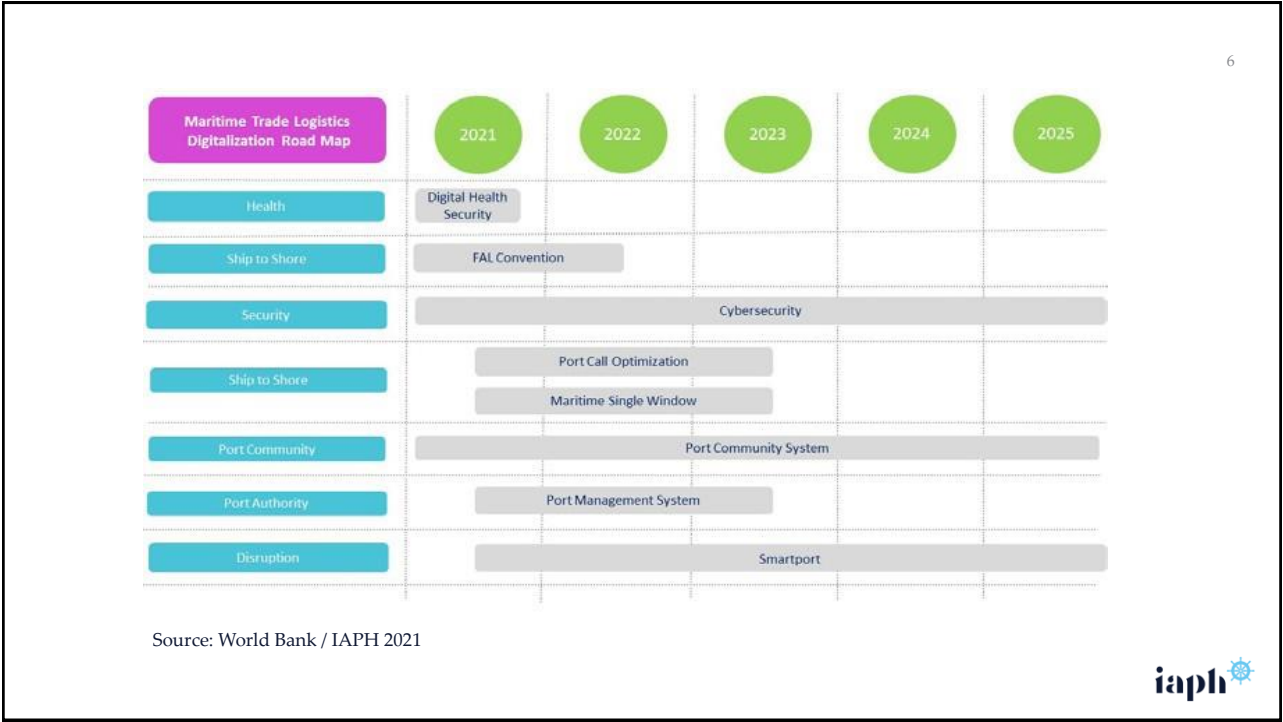 6
Maritime Trade Logistics
Digitalization Road Map
2021
2022
2023
2024
2025
Health
Digital Health
Security
Ship to Shore
FAL Convention
Security
Cybersecurity
Ship to Shore
Port Call Optimization
Maritime Single Window
Port Community
Port Community System
Port Authority
Port Management System
Disruption
Smartport
Source: World Bank / IAPH 2021
iaph